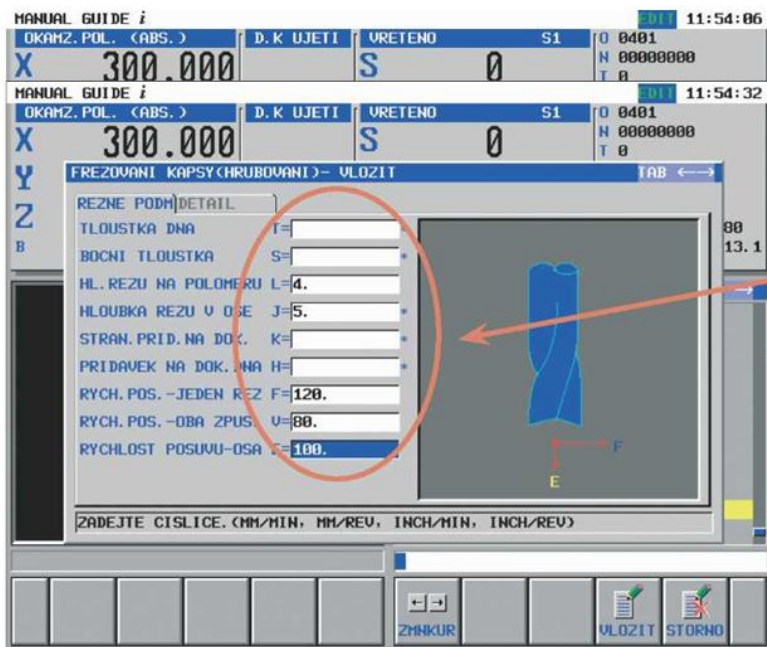 MANUAL GUIDE i EDIT 11:54:06
OKAMZ.POL. (ABS.) D.K UJETI VRETENO S1 O 0401
X 300.000 S 0 N 00000000
T 0
MANUAL GUIDE i EDIT 11:54:32
OKAMZ.POL. (ABS.) D.K UJETI VRETENO S1 O 0401
X 300.000 S 0 N 00000000
T 0
Y
Z
B
FREZOVANI KAPSY(HRUBOVANI)- VLOZIT TAB ←→
REZNE PODM DETAIL
TLOUSTKA DNA T=
BOCNI TLOUSTKA S= *
HL.REZU NA POLOMERU L=4.
HLOUBKA REZU V OSE J=5. *
STRAN.PRID.NA DOK. K= *
PRIDAVEK NA DOK.DNA H= *
RYCH.POS.-JEDEN REZ F=120.
RYCH.POS.-OBA ZPUS. V=80.
RYCHLOST POSUVU-OSA =100.
F
E
80
13.1
ZADEJTE CISLICE.(MM/MIN, MM/REV, INCH/MIN, INCH/REV)
ZMNKUR
VLOZIT
STORNO